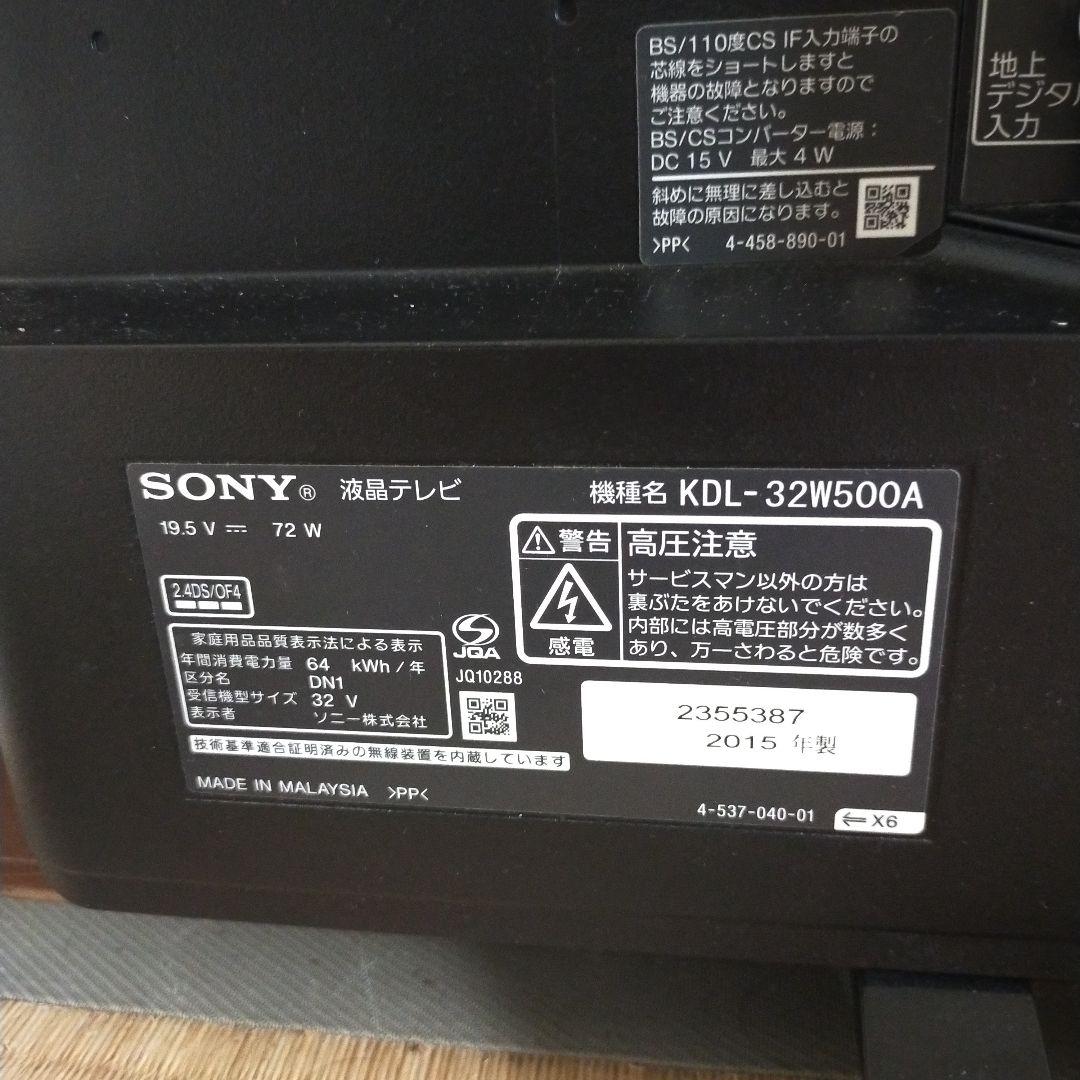 BS/110度CS IF入力端子の
芯線をショートしますと
機器の故障となりますので
ご注意ください。
BS/CSコンバーター電源：
DC 15 V 最大 4 W
斜めに無理に差し込むと
故障の原因になります。
>PP< 4-458-890-01
地上
デジタル
入力
SONY® 液晶テレビ
機種名 KDL-32W500A
19.5 V ⎓ 72 W
2.4DS/OF4
家庭用品品質表示法による表示
年間消費電力量 64 kWh/年
区分名 DN1
受信機型サイズ 32 V
表示者 ソニー株式会社
JQA
JQ10288
⚠警告
感電
高圧注意
サービスマン以外の方は
裏ぶたをあけないでください。
内部には高電圧部分が数多く
あり、万一さわると危険です。
2355387
2015 年製
技術基準適合証明済みの無線装置を内蔵しています
MADE IN MALAYSIA >PP<
4-537-040-01
⇐ X6